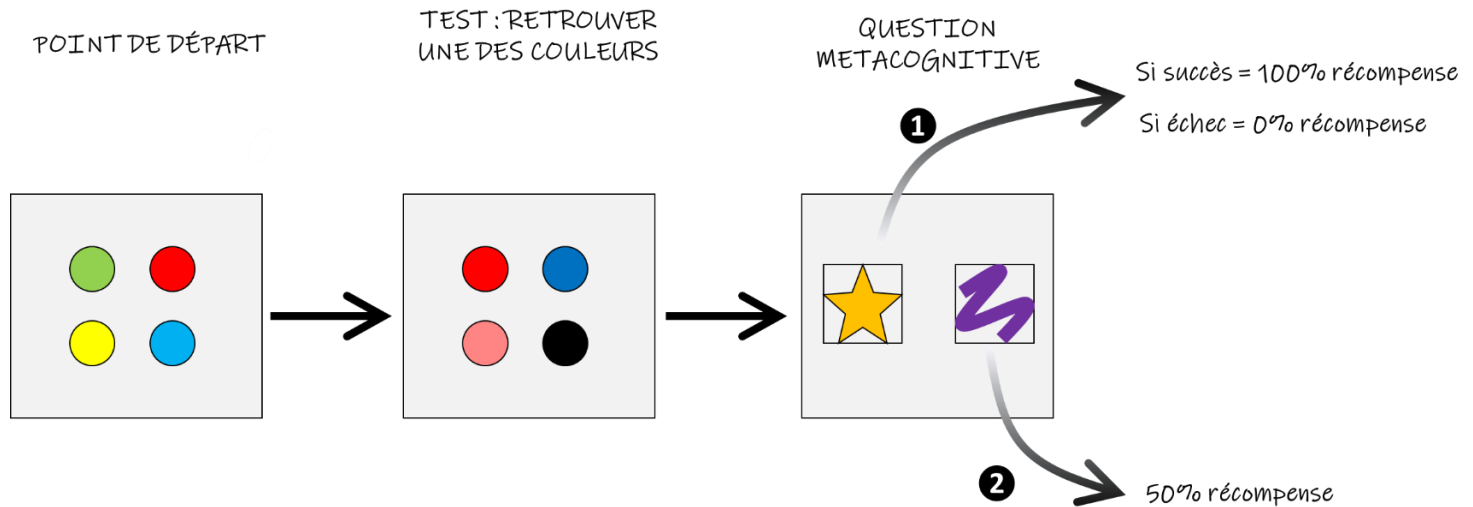 POINT DE DÉPART
TEST : RETROUVER
UNE DES COULEURS
QUESTION
METACOGNITIVE
1
Si succès = 100% récompense
Si échec = 0% récompense
2
50% récompense